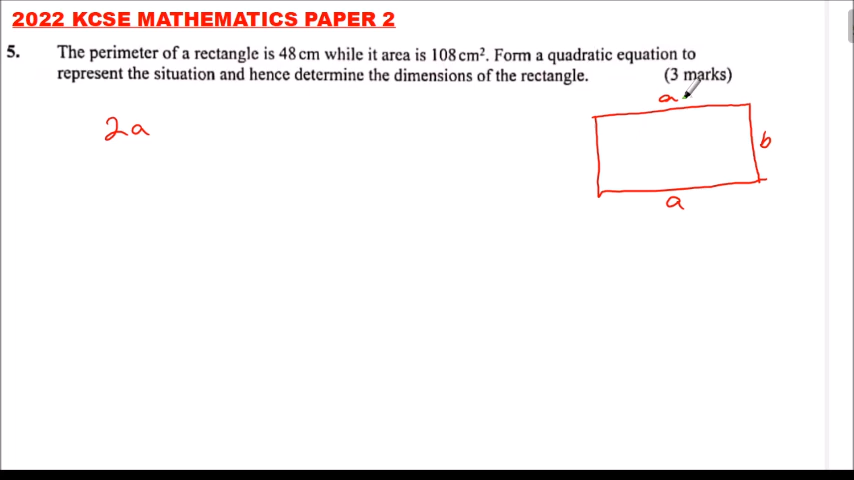 2022 KCSE MATHEMATICS PAPER 2
5. The perimeter of a rectangle is 48 cm while it area is 108 cm². Form a quadratic equation to
represent the situation and hence determine the dimensions of the rectangle. (3 marks)
a
2a
b
a